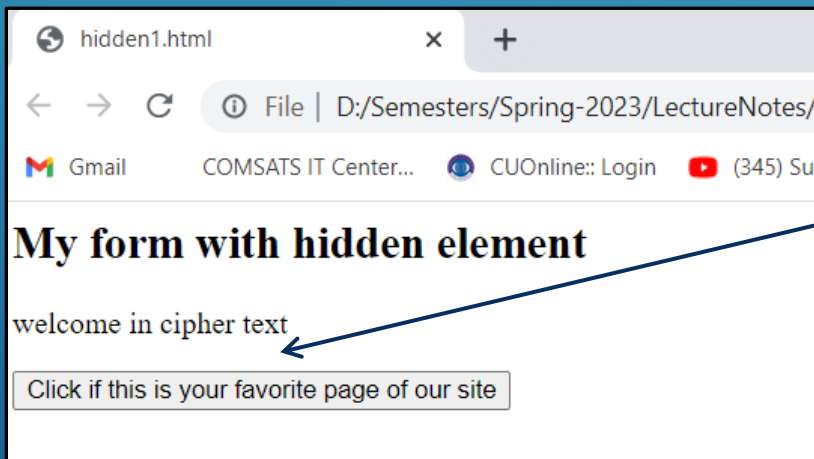 hidden1.html
File | D:/Semesters/Spring-2023/LectureNotes/
Gmail COMSATS IT Center... CUOnline:: Login (345) Su
My form with hidden element
welcome in cipher text
Click if this is your favorite page of our site